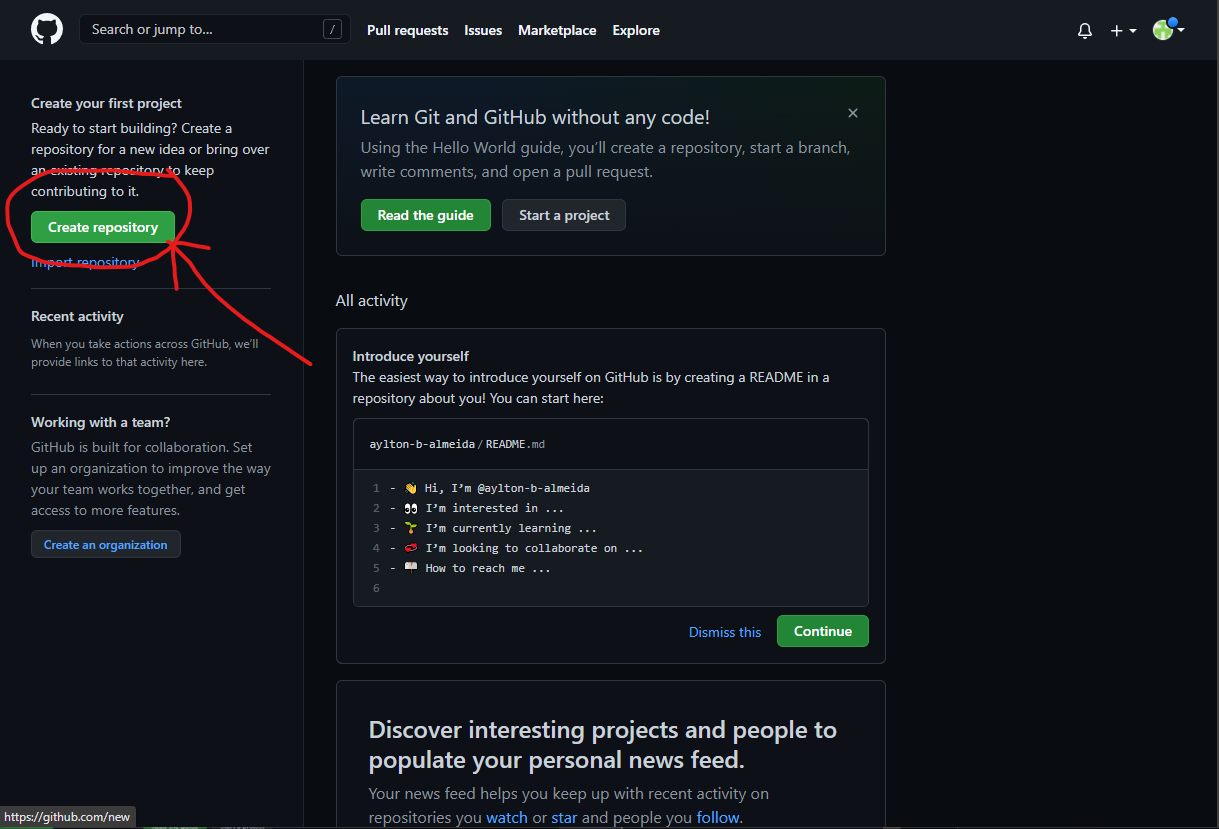 Search or jump to...
/
Pull requests
Issues
Marketplace
Explore
Create your first project
Ready to start building? Create a
repository for a new idea or bring over
an existing repository to keep
contributing to it.
Create repository
Import repository
Recent activity
When you take actions across GitHub, we’ll
provide links to that activity here.
Working with a team?
GitHub is built for collaboration. Set
up an organization to improve the way
your team works together, and get
access to more features.
Create an organization
Learn Git and GitHub without any code!
Using the Hello World guide, you’ll create a repository, start a branch,
write comments, and open a pull request.
Read the guide
Start a project
All activity
Introduce yourself
The easiest way to introduce yourself on GitHub is by creating a README in a
repository about you! You can start here:
aylton-b-almeida/README.md
1 - 👋 Hi, I’m @aylton-b-almeida
2 - 👀 I’m interested in ...
3 - 🌱 I’m currently learning ...
4 - 💞️ I’m looking to collaborate on ...
5 - 📖 How to reach me ...
6
Dismiss this
Continue
Discover interesting projects and people to
populate your personal news feed.
Your news feed helps you keep up with recent activity on
repositories you watch or star and people you follow.
https://github.com/new